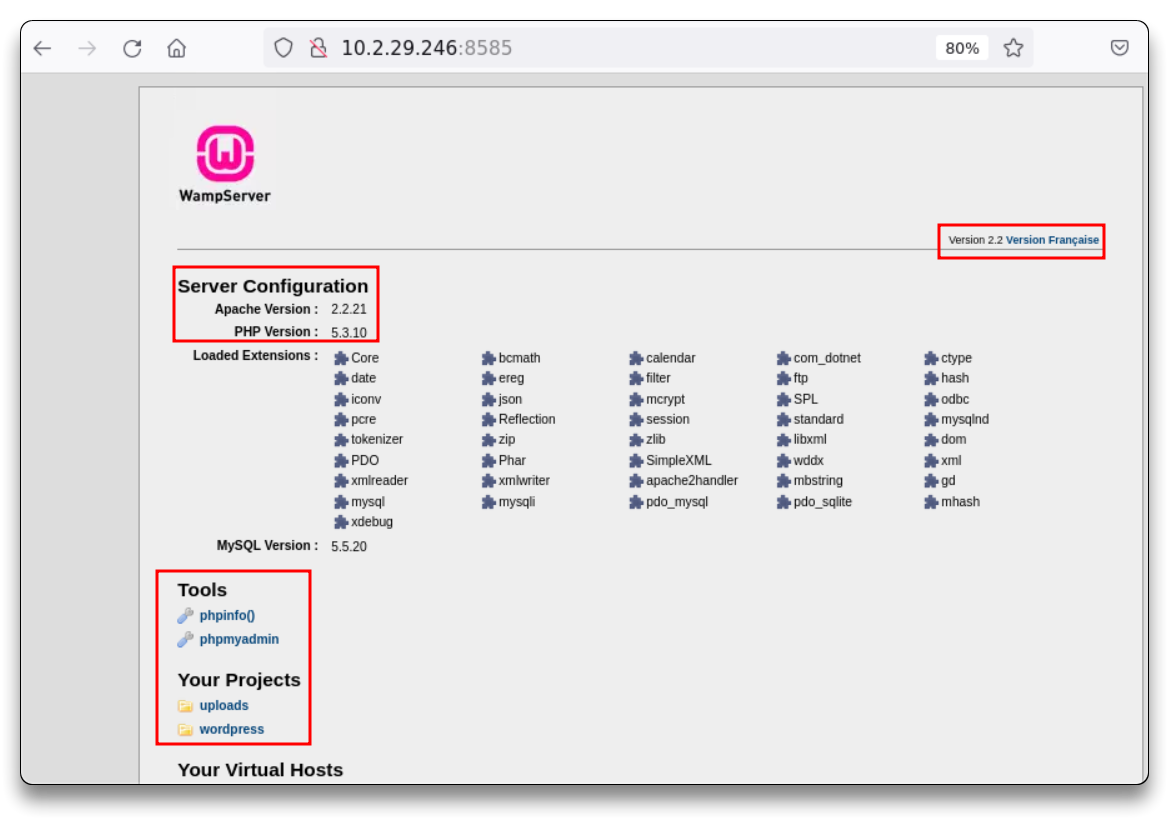 10.2.29.246:8585
80%
WampServer
Version 2.2 Version Française
Server Configuration
Apache Version : 2.2.21
PHP Version : 5.3.10
Loaded Extensions : Core bcmath calendar com_dotnet ctype
date ereg filter ftp hash
iconv json mcrypt SPL odbc
pcre Reflection session standard mysqlnd
tokenizer zip zlib libxml dom
PDO Phar SimpleXML wddx xml
xmlreader xmlwriter apache2handler mbstring gd
mysql mysqli pdo_mysql pdo_sqlite mhash
xdebug
MySQL Version : 5.5.20
Tools
phpinfo()
phpmyadmin
Your Projects
uploads
wordpress
Your Virtual Hosts